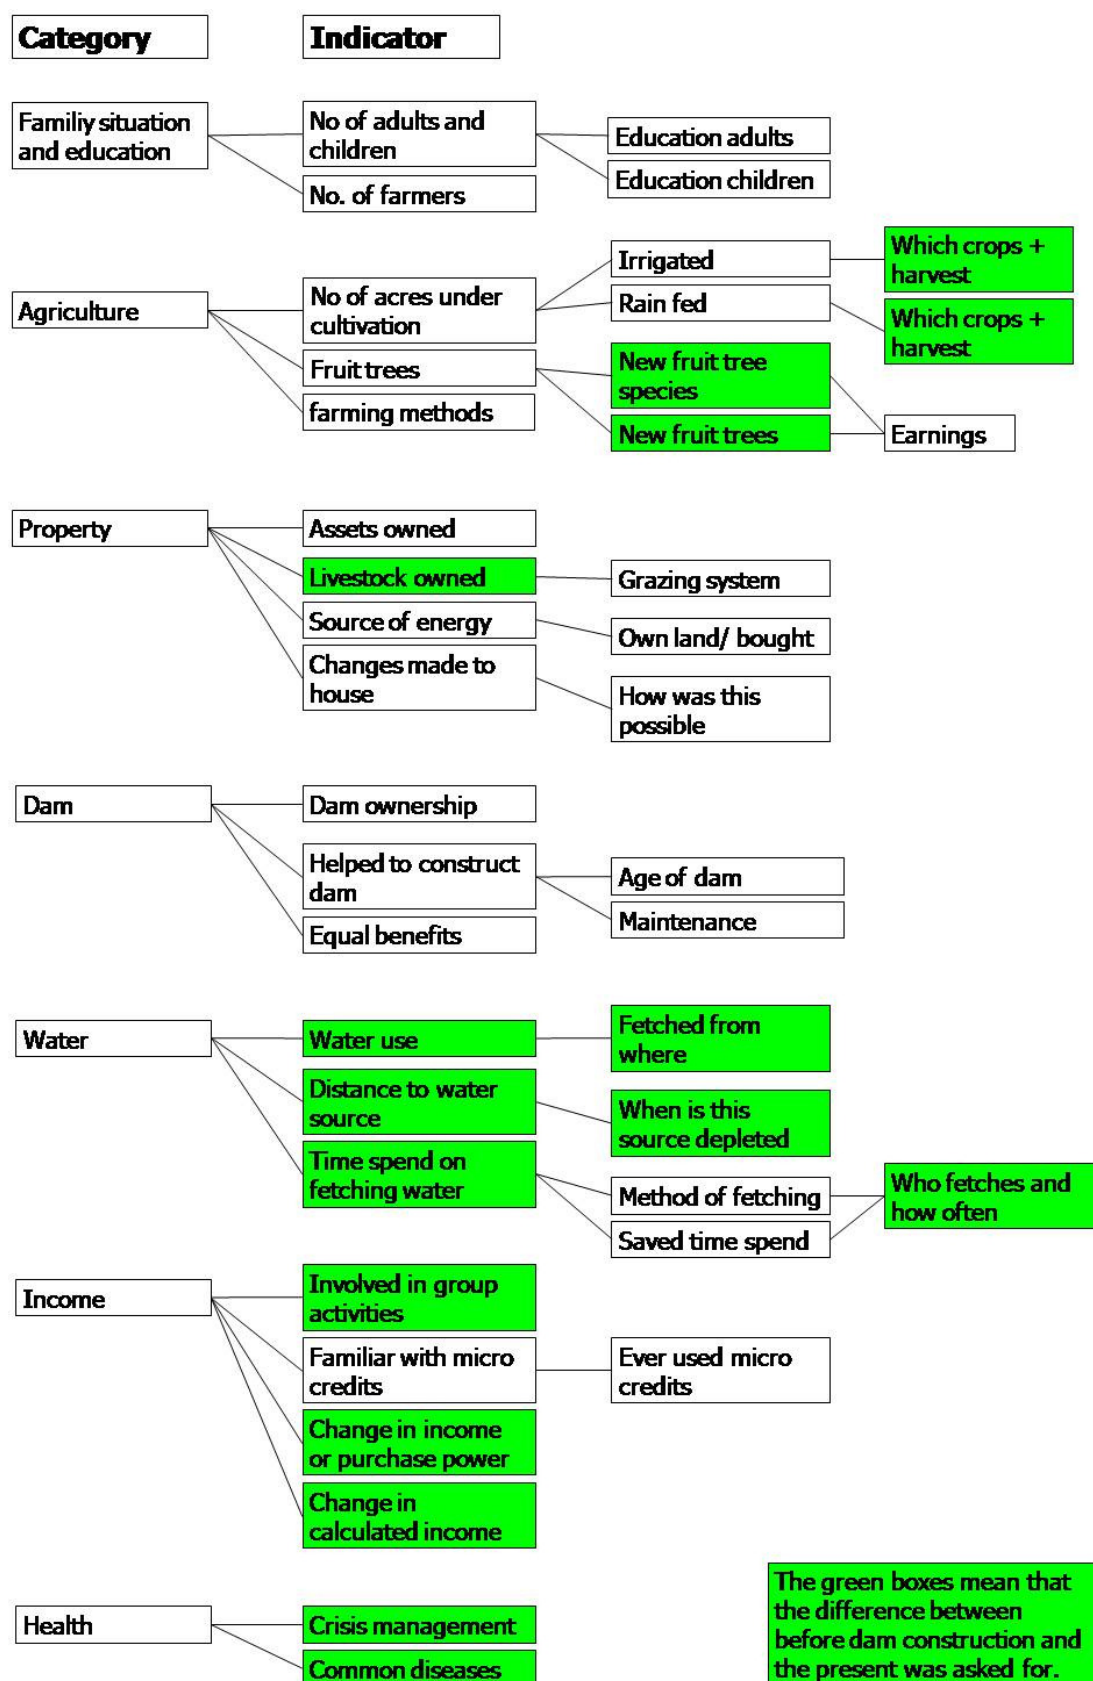 Category
Indicator
Familiy situation
and education
No of adults and
children
Education adults
Education children
No. of farmers
Agriculture
No of acres under
cultivation
Irrigated
Which crops +
harvest
Rain fed
Which crops +
harvest
Fruit trees
New fruit tree
species
New fruit trees
Earnings
farming methods
Property
Assets owned
Livestock owned
Grazing system
Source of energy
Own land/ bought
Changes made to
house
How was this
possible
Dam
Dam ownership
Helped to construct
dam
Age of dam
Maintenance
Equal benefits
Water
Water use
Fetched from
where
Distance to water
source
When is this
source depleted
Time spend on
fetching water
Method of fetching
Saved time spend
Who fetches and
how often
Income
Involved in group
activities
Familiar with micro
credits
Ever used micro
credits
Change in income
or purchase power
Change in
calculated income
Health
Crisis management
Common diseases
The green boxes mean that
the difference between
before dam construction and
the present was asked for.